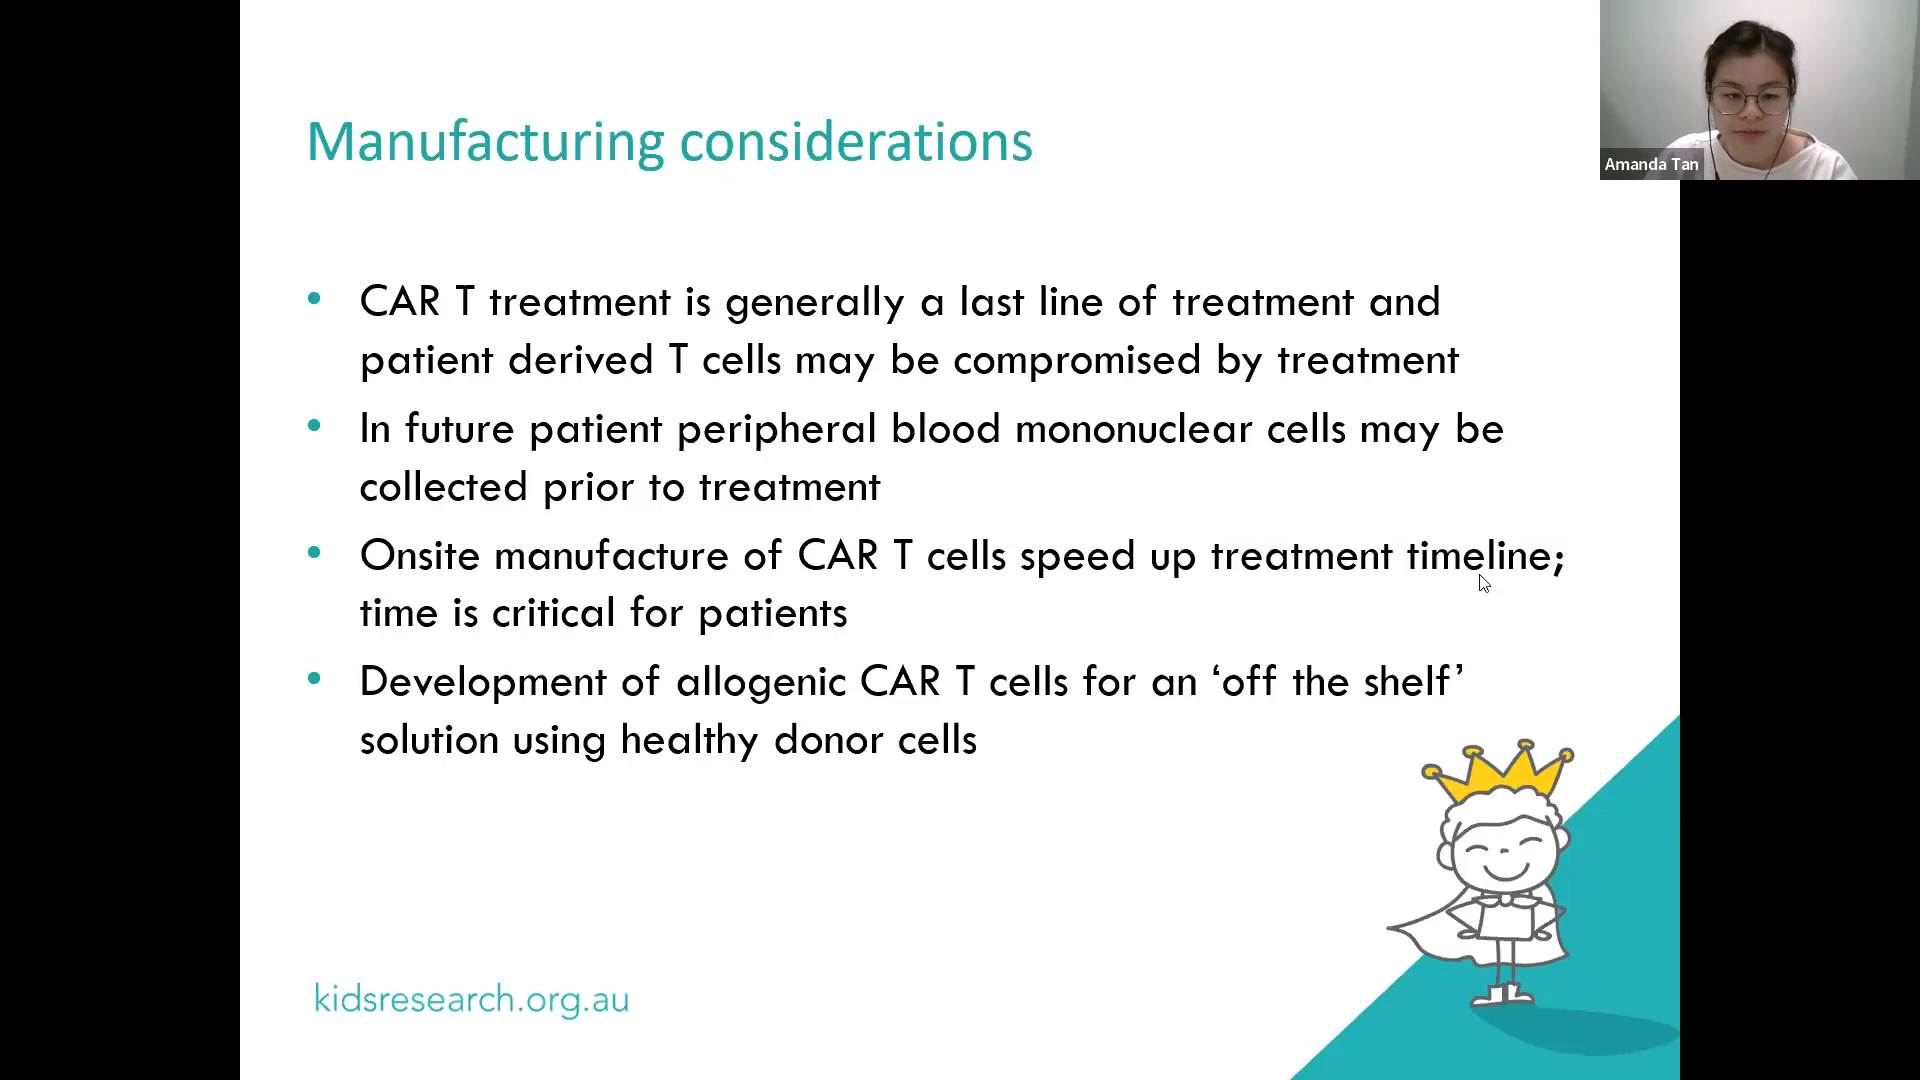 Manufacturing considerations
Amanda Tan
• CAR T treatment is generally a last line of treatment and
patient derived T cells may be compromised by treatment
• In future patient peripheral blood mononuclear cells may be
collected prior to treatment
• Onsite manufacture of CAR T cells speed up treatment timeline;
time is critical for patients
• Development of allogenic CAR T cells for an ‘off the shelf’
solution using healthy donor cells
kidsresearch.org.au